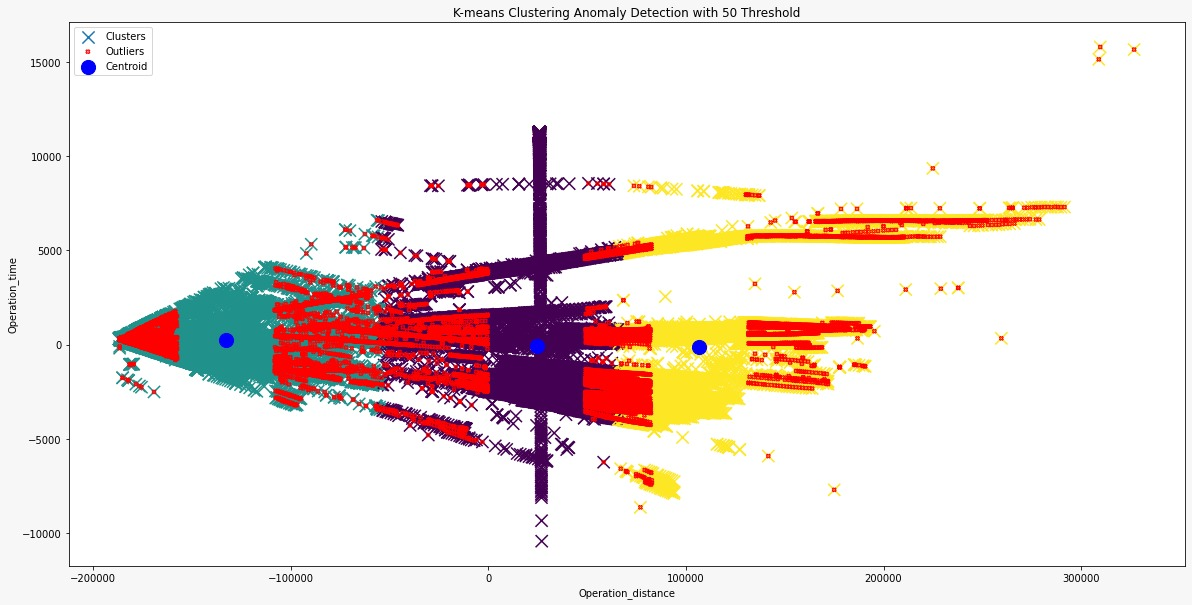 K-means Clustering Anomaly Detection with 50 Threshold
Clusters
Outliers
Centroid
15000
10000
5000
0
−5000
−10000
Operation_time
−200000 −100000 0 100000 200000 300000
Operation_distance